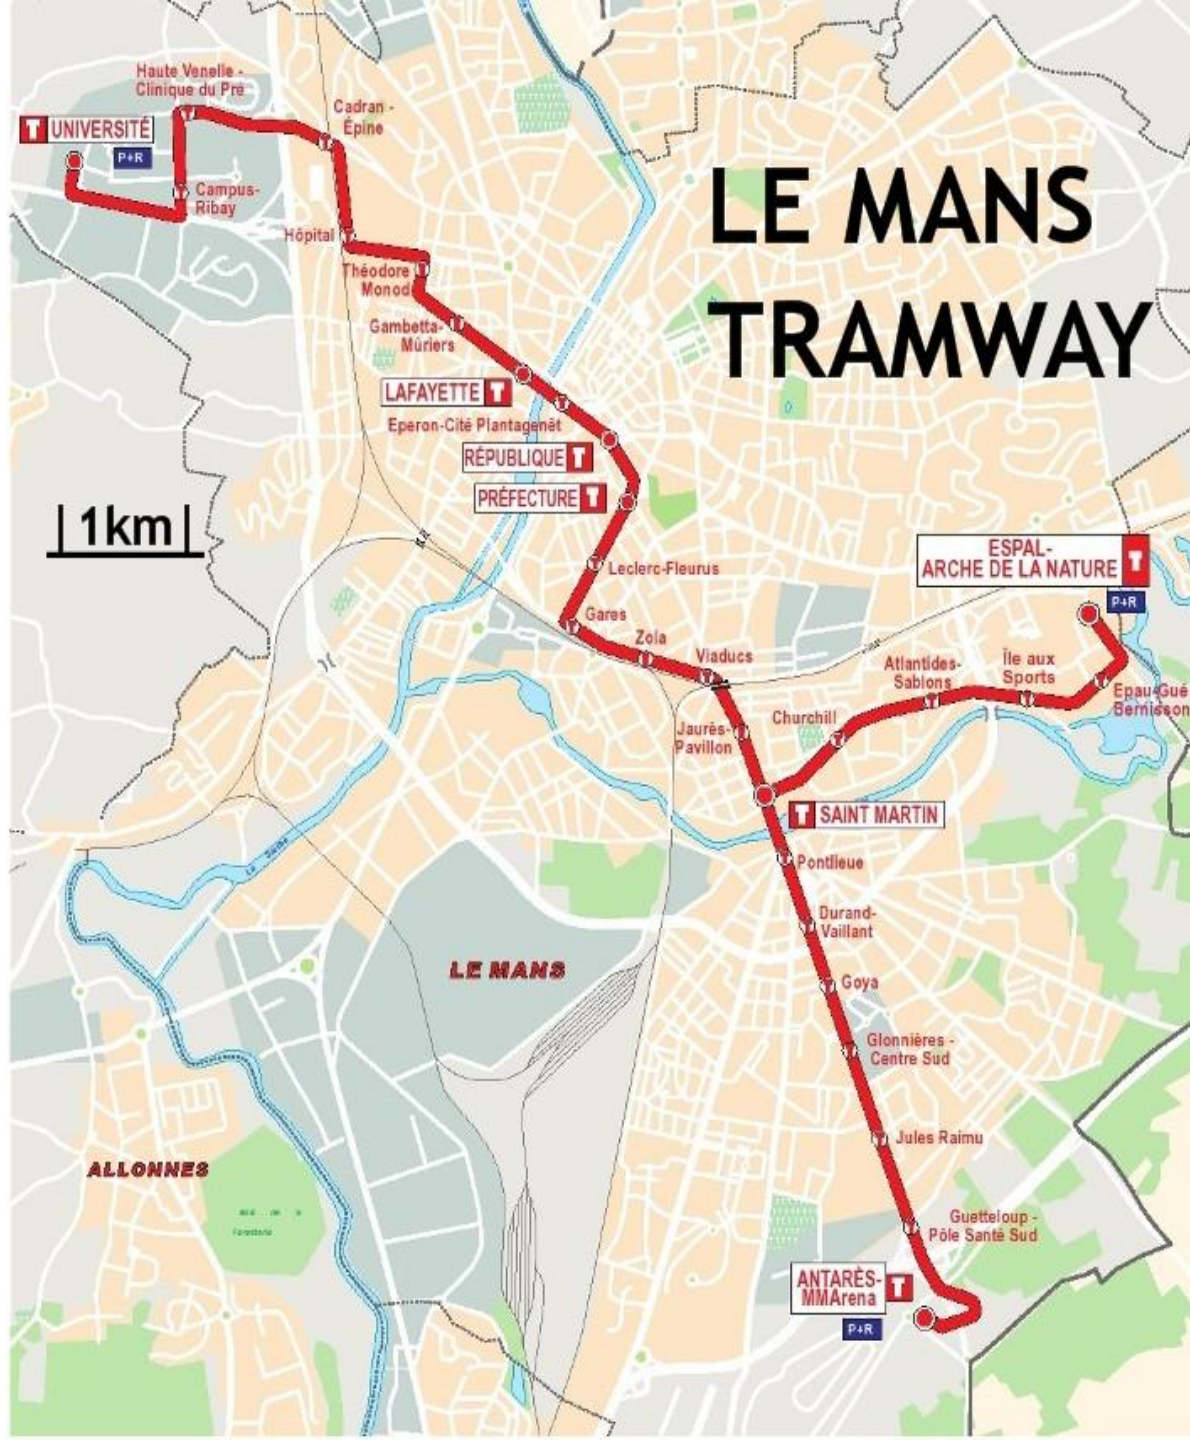 Haute Venelle -
Clinique du Pré
Cadran -
Épine
T UNIVERSITÉ
P+R
LE MANS
TRAMWAY
Campus-
Ribay
Hôpital
Théodore
Monod
Gambetta-
Mûriers
LAFAYETTE T
Eperon-Cité Plantagenêt
RÉPUBLIQUE T
PRÉFECTURE T
1km
ESPAL-
ARCHE DE LA NATURE T
P+R
Leclerc-Fleurus
Gares
Zola
Viaducs
Atlantides-
Sablons
Île aux
Sports
Epau-Gué
Bernisson
Jaurès-
Pavillon
Churchill
T SAINT MARTIN
La Sarthe
Pontlieue
Durand-
Vaillant
LE MANS
Goya
Glonnières -
Centre Sud
Jules Raimu
ALLONNES
Guetteloup -
Pôle Santé Sud
ANTARÈS-
MMArena T
P+R